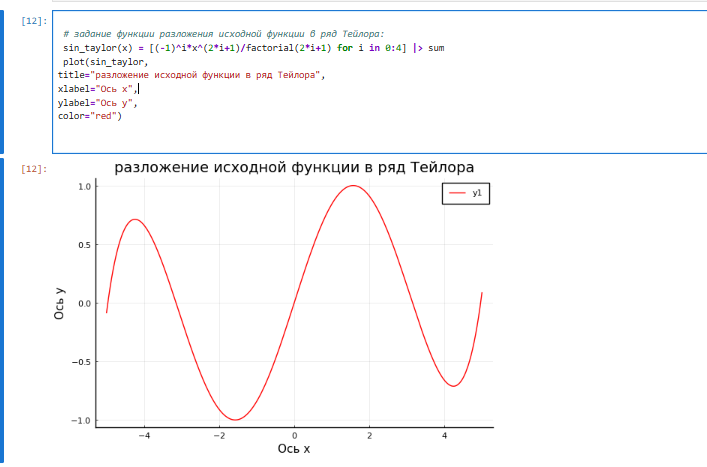 [12]:
# задание функции разложения исходной функции в ряд Тейлора:
sin_taylor(x) = [(-1)^i*x^(2*i+1)/factorial(2*i+1) for i in 0:4] |> sum
plot(sin_taylor,
title="разложение исходной функции в ряд Тейлора",
xlabel="Ось x",
ylabel="Ось y",
color="red")
[12]:
разложение исходной функции в ряд Тейлора
y1
1.0
0.5
0.0
−0.5
−1.0
Ось y
−4 −2 0 2 4
Ось x